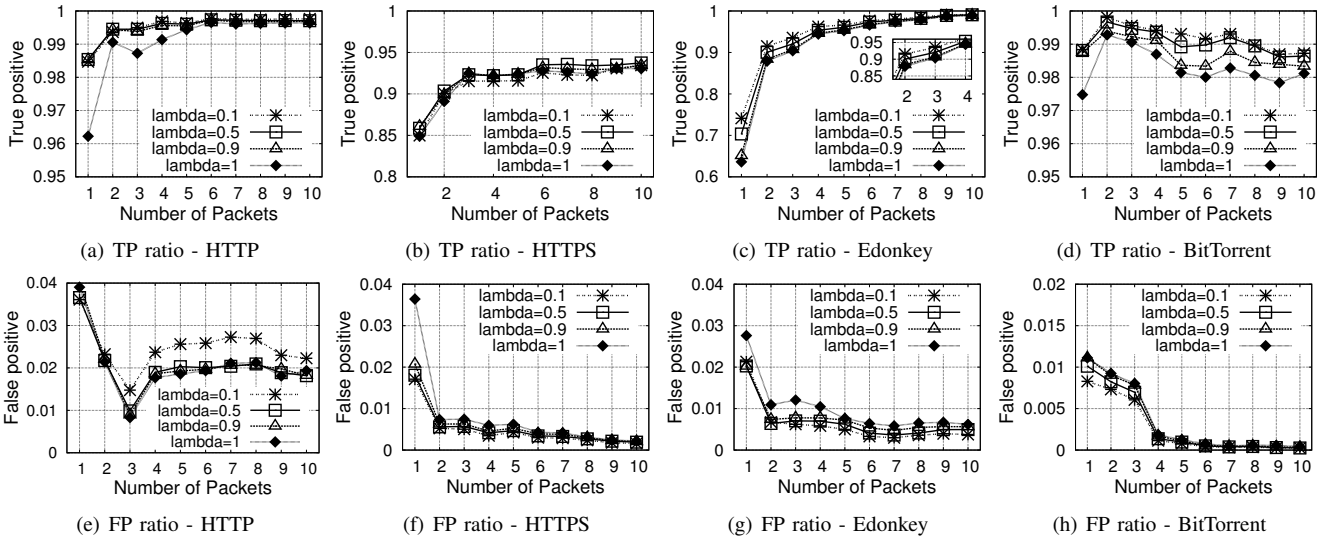 1
0.99
0.98
0.97
0.96
0.95
True positive
lambda=0.1
lambda=0.5
lambda=0.9
lambda=1
1 2 3 4 5 6 7 8 9 10
Number of Packets
(a) TP ratio - HTTP
1
0.95
0.9
0.85
0.8
True positive
lambda=0.1
lambda=0.5
lambda=0.9
lambda=1
2 4 6 8 10
Number of Packets
(b) TP ratio - HTTPS
1
0.9
0.8
0.7
0.6
True positive
0.95
0.9
0.85
2 3 4
lambda=0.1
lambda=0.5
lambda=0.9
lambda=1
1 2 3 4 5 6 7 8 9 10
Number of Packets
(c) TP ratio - Edonkey
1
0.99
0.98
0.97
0.96
0.95
True positive
lambda=0.1
lambda=0.5
lambda=0.9
lambda=1
1 2 3 4 5 6 7 8 9 10
Number of Packets
(d) TP ratio - BitTorrent
0.04
0.03
0.02
0.01
0
False positive
lambda=0.1
lambda=0.5
lambda=0.9
lambda=1
1 2 3 4 5 6 7 8 9 10
Number of Packets
(e) FP ratio - HTTP
0.04
0.03
0.02
0.01
0
False positive
lambda=0.1
lambda=0.5
lambda=0.9
lambda=1
1 2 3 4 5 6 7 8 9 10
Number of Packets
(f) FP ratio - HTTPS
0.04
0.03
0.02
0.01
0
False positive
lambda=0.1
lambda=0.5
lambda=0.9
lambda=1
1 2 3 4 5 6 7 8 9 10
Number of Packets
(g) FP ratio - Edonkey
0.02
0.015
0.01
0.005
0
False positive
lambda=0.1
lambda=0.5
lambda=0.9
lambda=1
1 2 3 4 5 6 7 8 9 10
Number of Packets
(h) FP ratio - BitTorrent